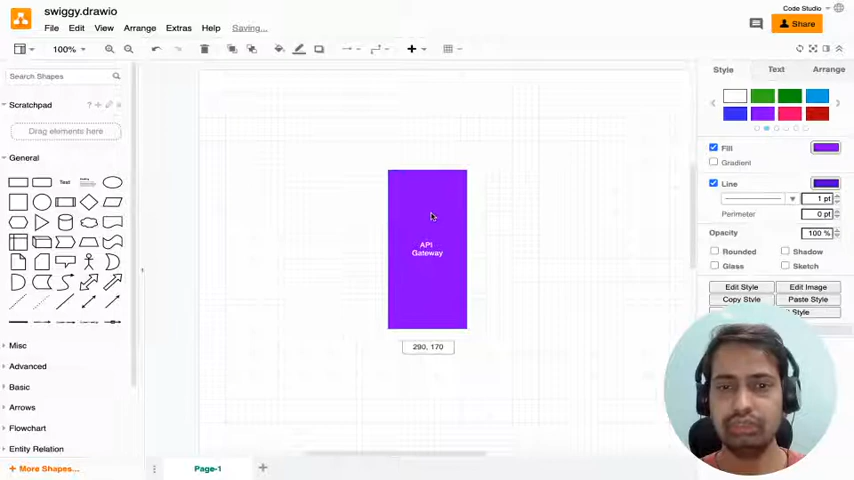 swiggy.drawio
Code Studio
File Edit View Arrange Extras Help Saving...
Share
100%
Search Shapes
Style Text Arrange
Scratchpad
Drag elements here
General
Text
Fill
Gradient
Line
1 pt
Perimeter 0 pt
Opacity 100 %
Rounded Shadow
Glass Sketch
Edit Style Edit Image
Copy Style Paste Style
Style
API
Gateway
290, 170
Misc
Advanced
Basic
Arrows
Flowchart
Entity Relation
+ More Shapes...
Page-1